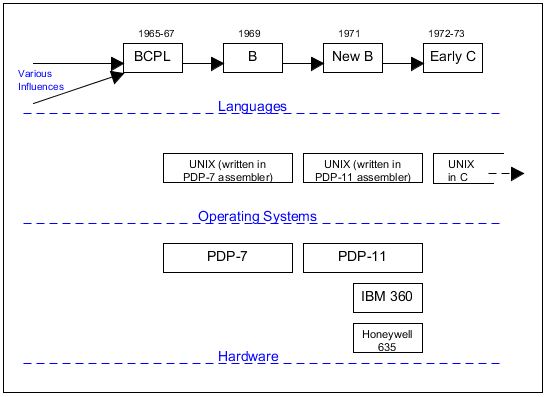 1965-67 1969 1971 1972-73
BCPL B New B Early C
Various
Influences
Languages
UNIX (written in UNIX (written in UNIX
PDP-7 assembler) PDP-11 assembler) in C
Operating Systems
PDP-7 PDP-11
IBM 360
Honeywell
635
Hardware